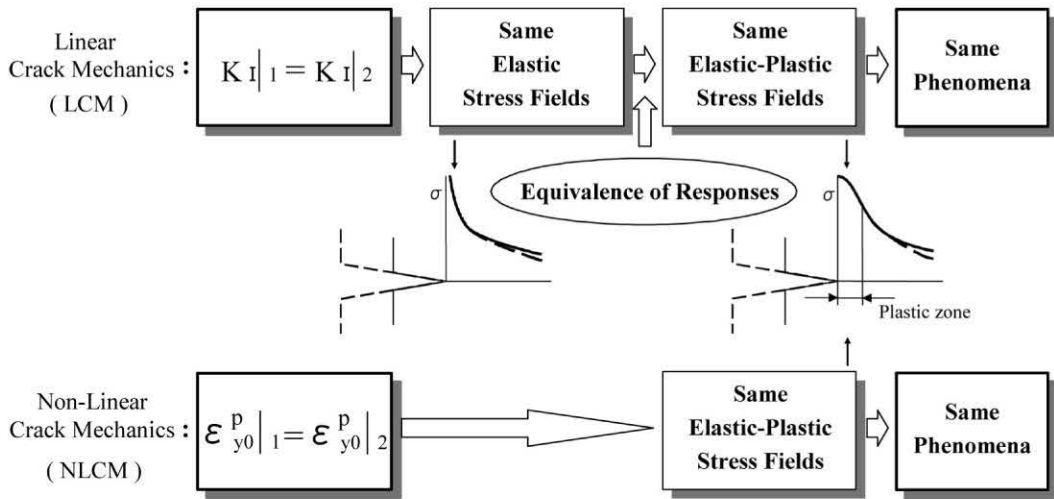 Linear
Crack Mechanics :
( LCM )
K I| 1 = K I| 2
Same
Elastic
Stress Fields
Same
Elastic-Plastic
Stress Fields
Same
Phenomena
Equivalence of Responses
σ
σ
Plastic zone
Non-Linear
Crack Mechanics :
( NLCM )
ε p y0 | 1 = ε p y0 | 2
Same
Elastic-Plastic
Stress Fields
Same
Phenomena